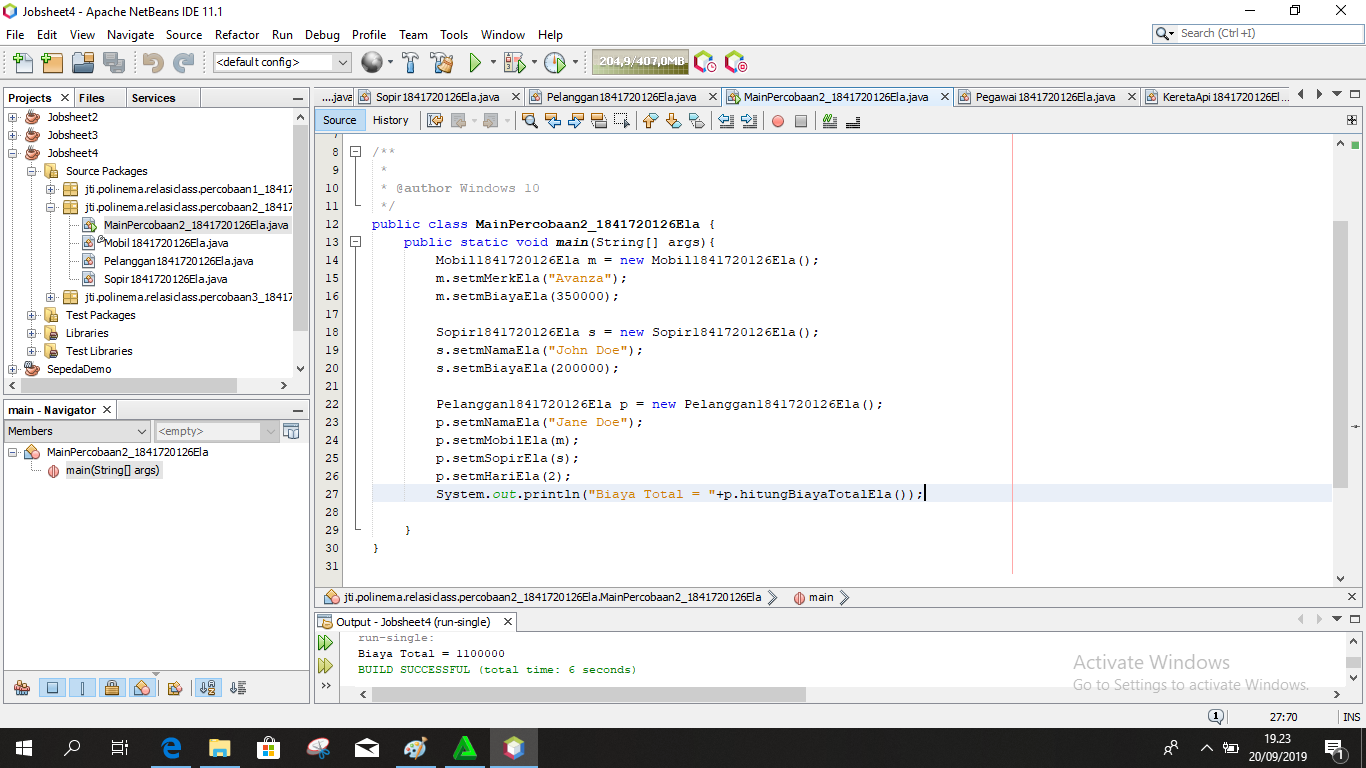 Jobsheet4 - Apache NetBeans IDE 11.1
File Edit View Navigate Source Refactor Run Debug Profile Team Tools Window Help
Search (Ctrl+I)
<default config>
204,9/407,0MB
Projects Files Services
Jobsheet2
Jobsheet3
Jobsheet4
Source Packages
jti.polinema.relasiclass.percobaan1_18417
jti.polinema.relasiclass.percobaan2_18417
MainPercobaan2_1841720126Ela.java
Mobil1841720126Ela.java
Pelanggan1841720126Ela.java
Sopir1841720126Ela.java
jti.polinema.relasiclass.percobaan3_18417
Test Packages
Libraries
Test Libraries
SepedaDemo
main - Navigator
Members <empty>
MainPercobaan2_1841720126Ela
main(String[] args)
....java Sopir1841720126Ela.java Pelanggan1841720126Ela.java MainPercobaan2_1841720126Ela.java Pegawai1841720126Ela.java KeretaApi1841720126El...
Source History
7
8 /**
9 *
10 * @author Windows 10
11 */
12 public class MainPercobaan2_1841720126Ela {
13 public static void main(String[] args){
14 Mobil1841720126Ela m = new Mobil1841720126Ela();
15 m.setmMerkEla("Avanza");
16 m.setmBiayaEla(350000);
17
18 Sopir1841720126Ela s = new Sopir1841720126Ela();
19 s.setmNamaEla("John Doe");
20 s.setmBiayaEla(200000);
21
22 Pelanggan1841720126Ela p = new Pelanggan1841720126Ela();
23 p.setmNamaEla("Jane Doe");
24 p.setmMobilEla(m);
25 p.setmSopirEla(s);
26 p.setmHariEla(2);
27 System.out.println("Biaya Total = "+p.hitungBiayaTotalEla());
28
29 }
30 }
31
jti.polinema.relasiclass.percobaan2_1841720126Ela.MainPercobaan2_1841720126Ela main
Output - Jobsheet4 (run-single)
run-single:
Biaya Total = 1100000
BUILD SUCCESSFUL (total time: 6 seconds)
Activate Windows
Go to Settings to activate Windows.
1 27:70 INS
19.23
20/09/2019
1